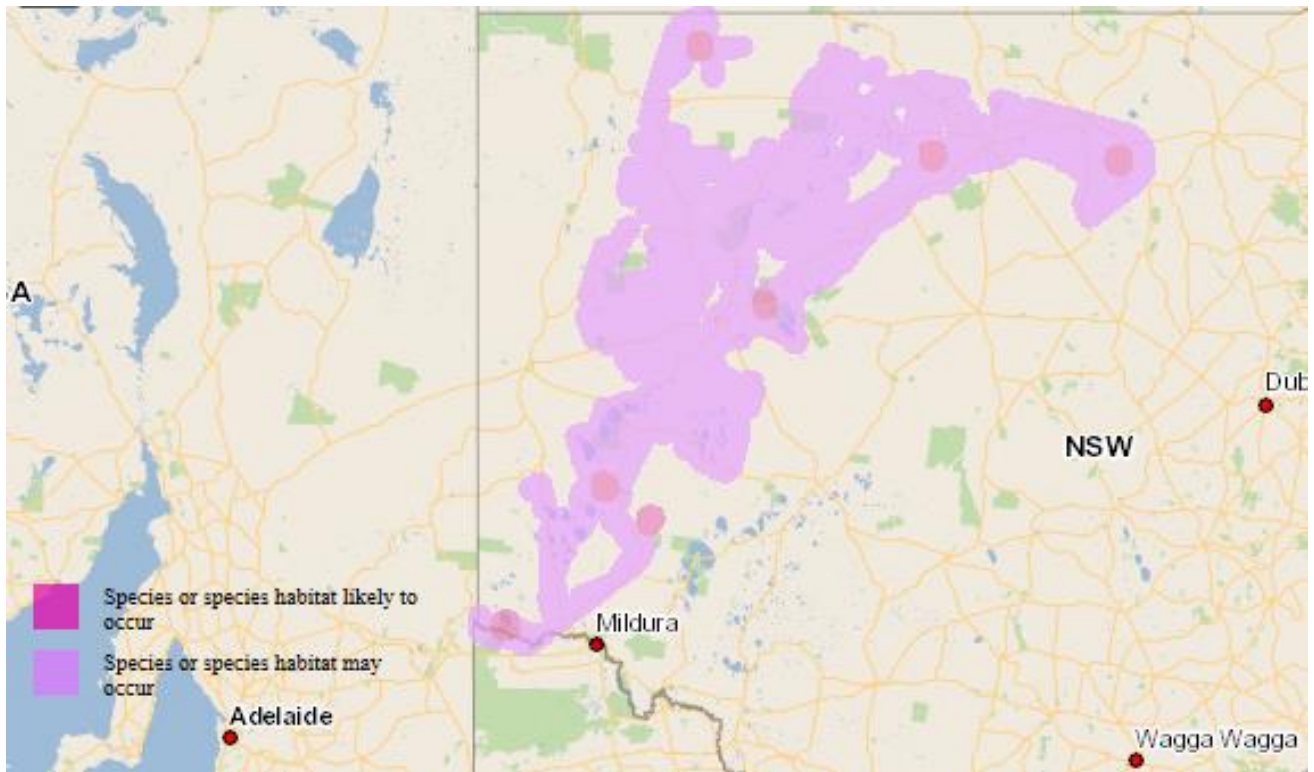 A
Dub
NSW
Species or species habitat likely to
occur
Mildura
Species or species habitat may
occur
Adelaide
Wagga Wagga